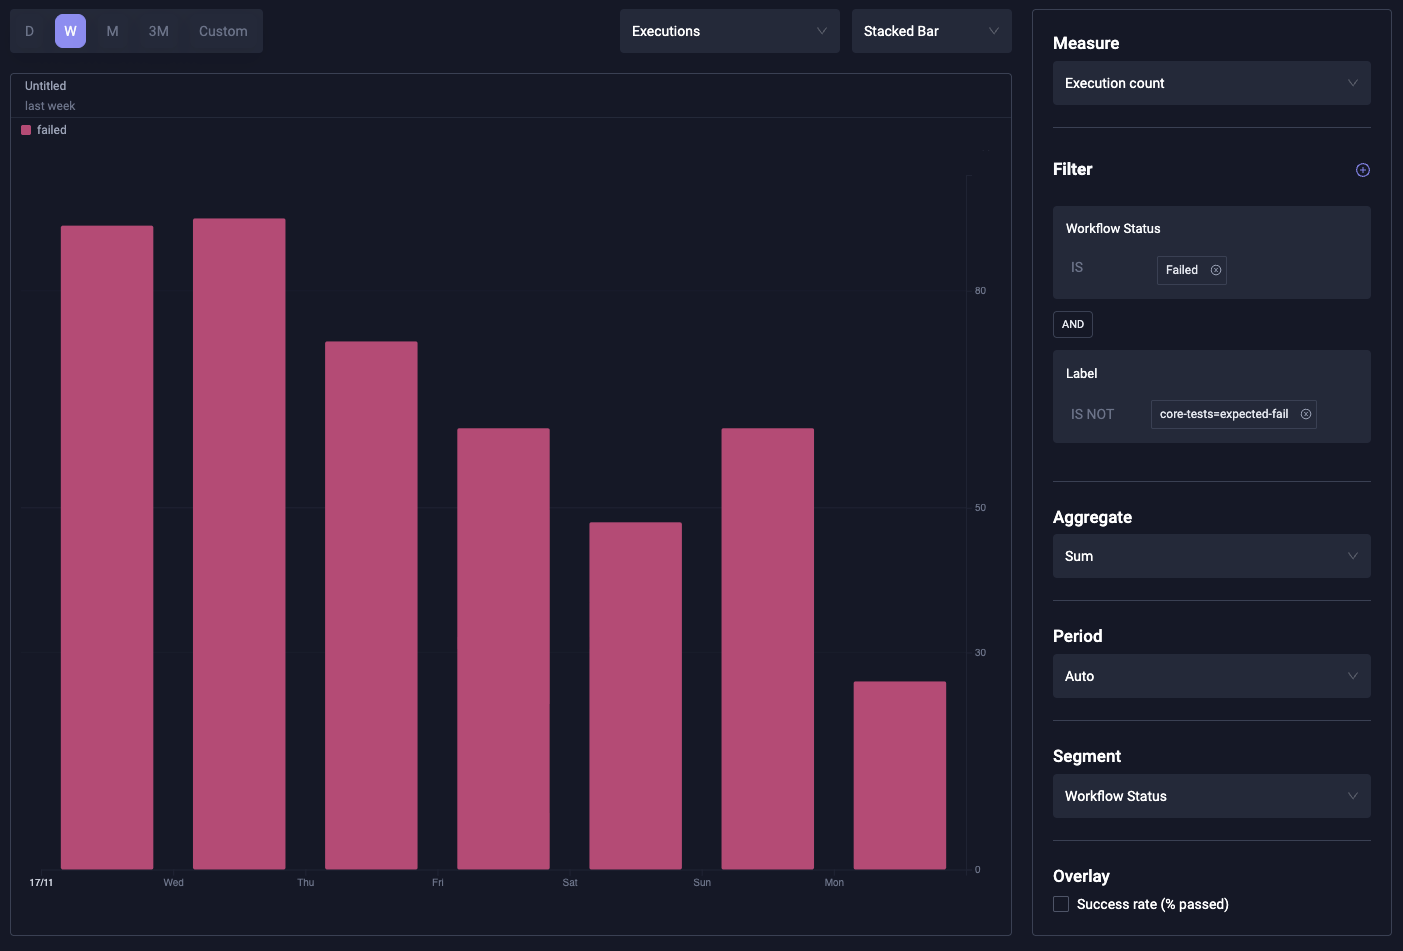 D W M 3M Custom
Executions
Stacked Bar
Untitled
last week
failed
80
50
30
0
17/11 Wed Thu Fri Sat Sun Mon
Measure
Execution count
Filter
Workflow Status
IS Failed
AND
Label
IS NOT core-tests=expected-fail
Aggregate
Sum
Period
Auto
Segment
Workflow Status
Overlay
Success rate (% passed)